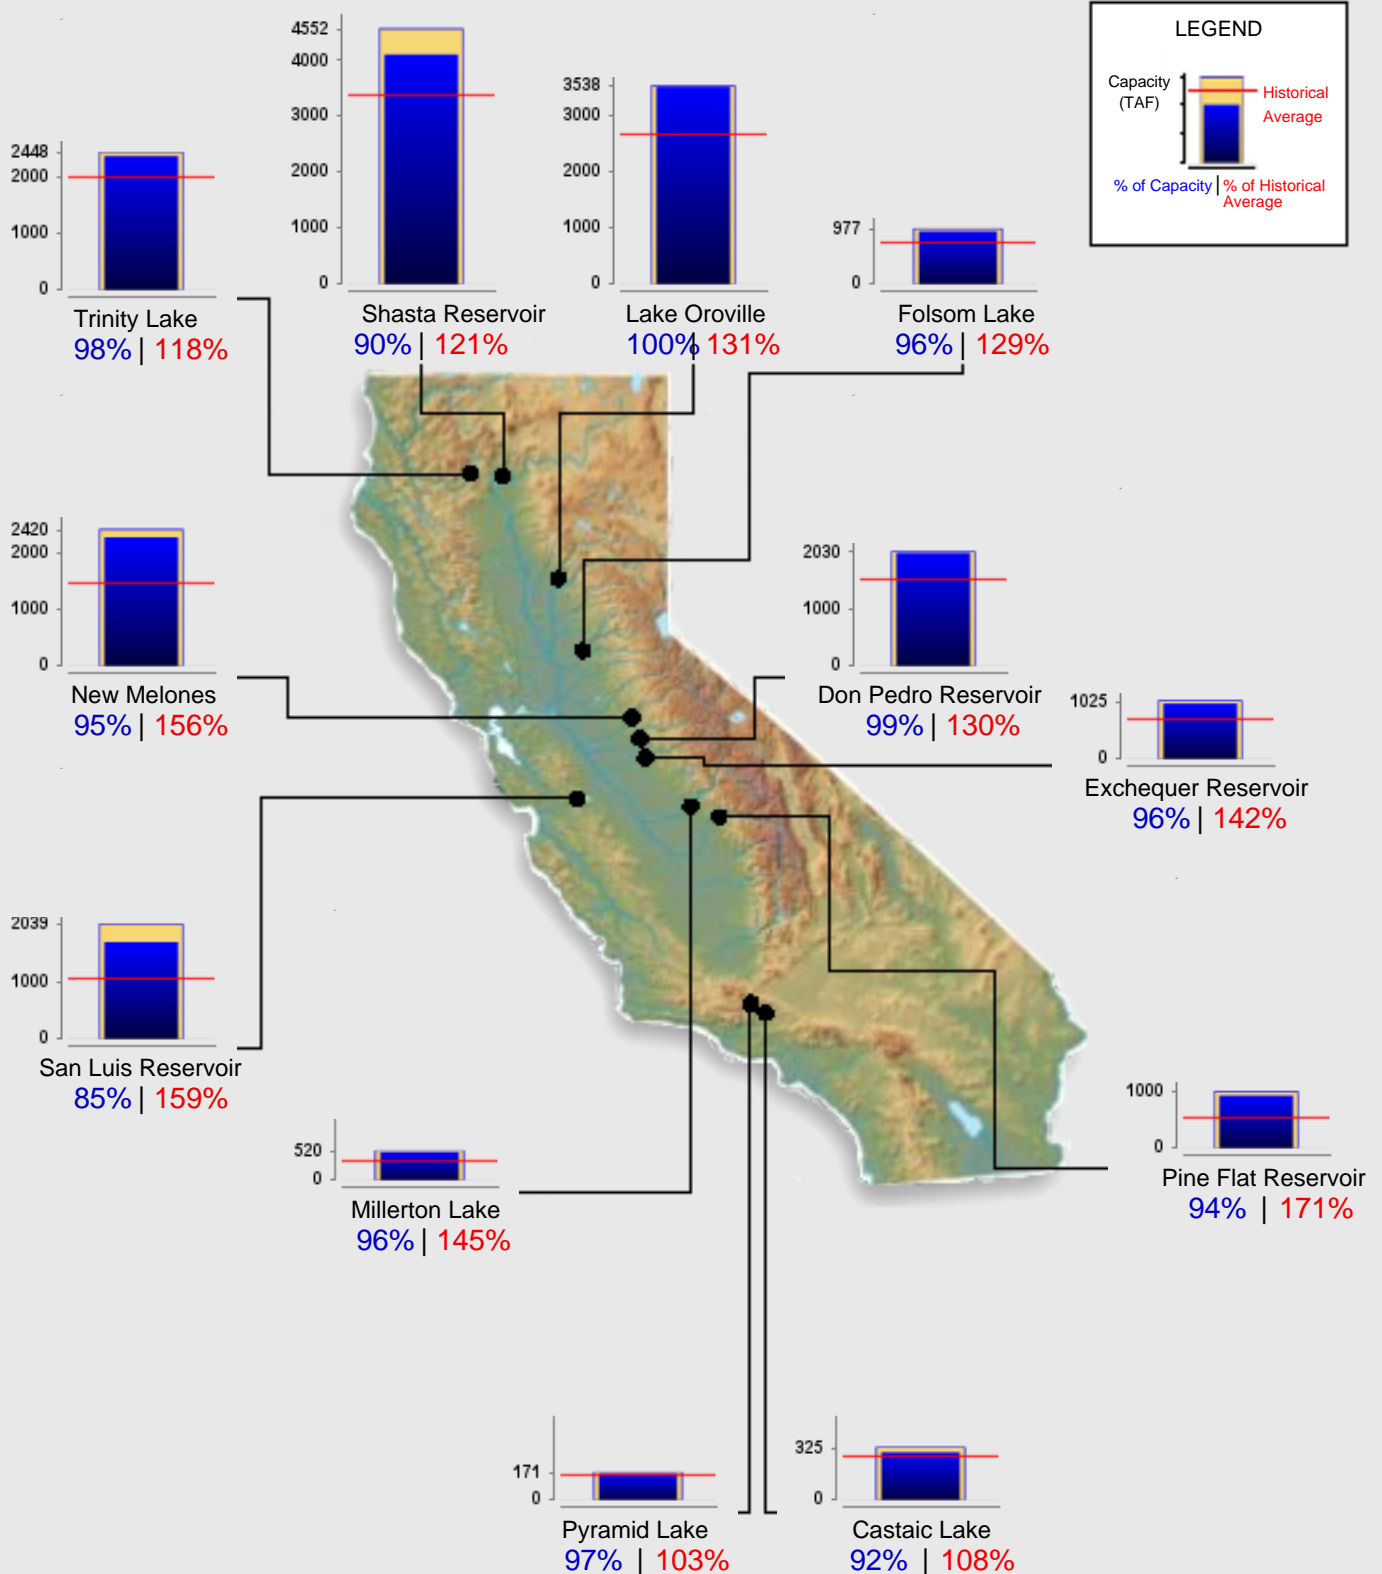 LEGEND
Capacity
(TAF)
Historical
Average
% of Capacity | % of Historical
Average
4552
4000
3000
2000
1000
0
Shasta Reservoir
90% | 121%
3538
3000
2000
1000
0
Lake Oroville
100% 131%
2448
2000
1000
0
Trinity Lake
98% | 118%
977
0
Folsom Lake
96% | 129%
2420
2000
1000
0
New Melones
95% | 156%
2030
1000
0
Don Pedro Reservoir
99% | 130%
1025
0
Exchequer Reservoir
96% | 142%
2039
1000
0
San Luis Reservoir
85% | 159%
520
0
Millerton Lake
96% | 145%
1000
0
Pine Flat Reservoir
94% | 171%
171
0
Pyramid Lake
97% | 103%
325
0
Castaic Lake
92% | 108%